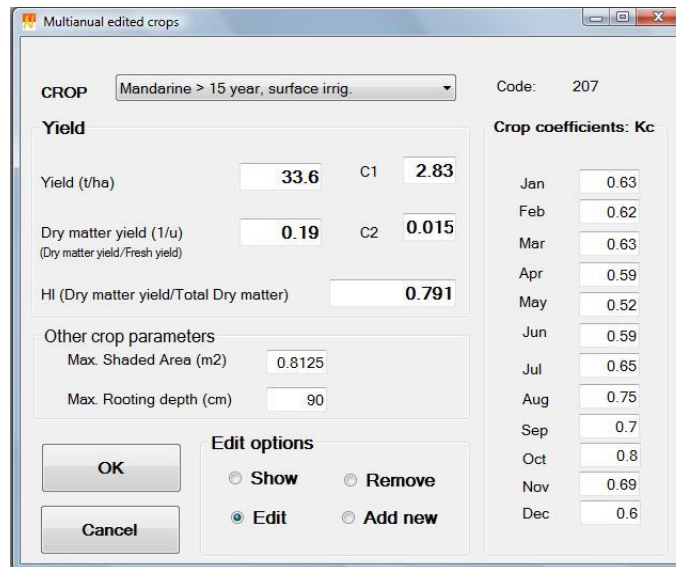 Multianual edited crops
CROP Mandarine > 15 year, surface irrig. Code: 207
Yield
Yield (t/ha) 33.6 C1 2.83
Dry matter yield (1/u) 0.19 C2 0.015
(Dry matter yield/Fresh yield)
HI (Dry matter yield/Total Dry matter) 0.791
Other crop parameters
Max. Shaded Area (m2) 0.8125
Max. Rooting depth (cm) 90
OK
Cancel
Edit options
Show Remove
Edit Add new
Crop coefficients: Kc
Jan 0.63
Feb 0.62
Mar 0.63
Apr 0.59
May 0.52
Jun 0.59
Jul 0.65
Aug 0.75
Sep 0.7
Oct 0.8
Nov 0.69
Dec 0.6